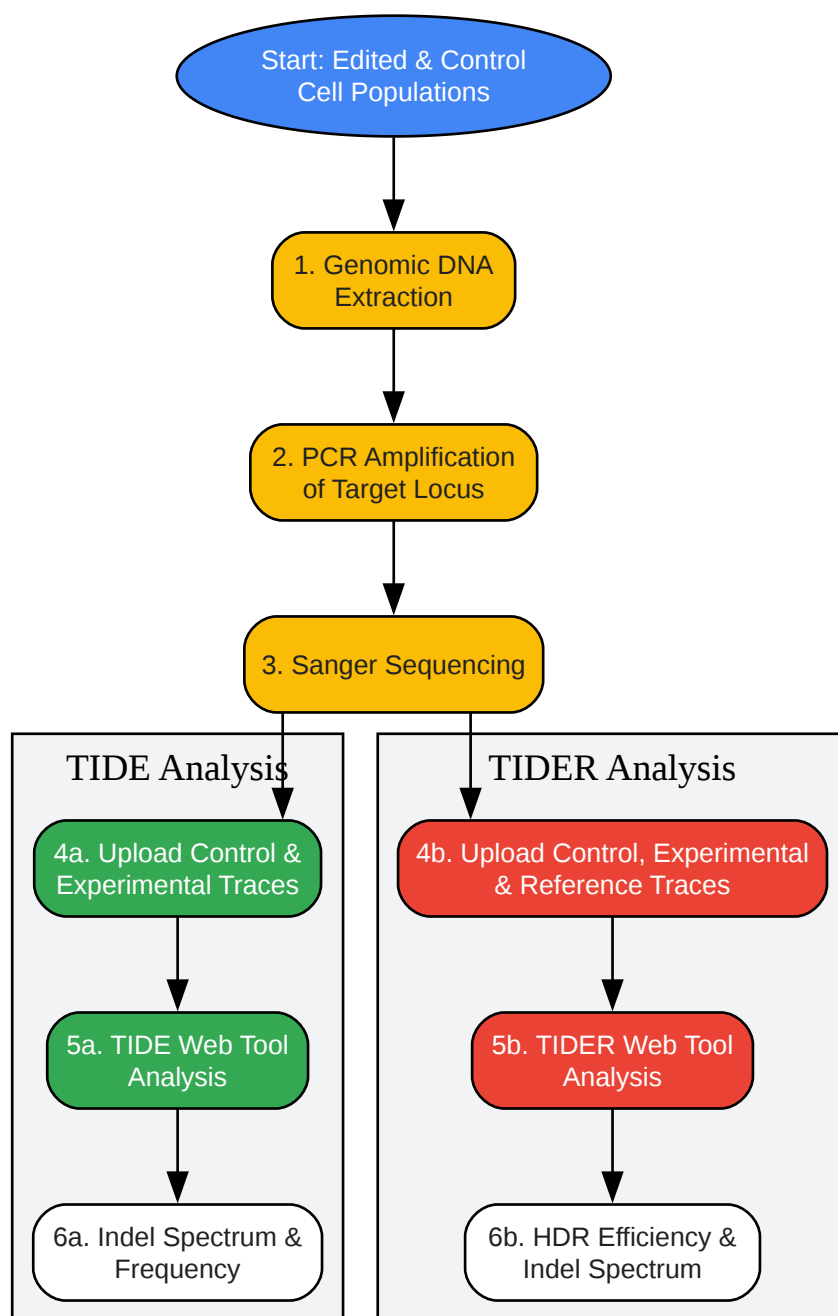 Start: Edited & Control
Cell Populations
1. Genomic DNA
Extraction
2. PCR Amplification
of Target Locus
3. Sanger Sequencing
TIDE Analysis
4a. Upload Control &
Experimental Traces
5a. TIDE Web Tool
Analysis
6a. Indel Spectrum &
Frequency
TIDER Analysis
4b. Upload Control, Experimental
& Reference Traces
5b. TIDER Web Tool
Analysis
6b. HDR Efficiency &
Indel Spectrum